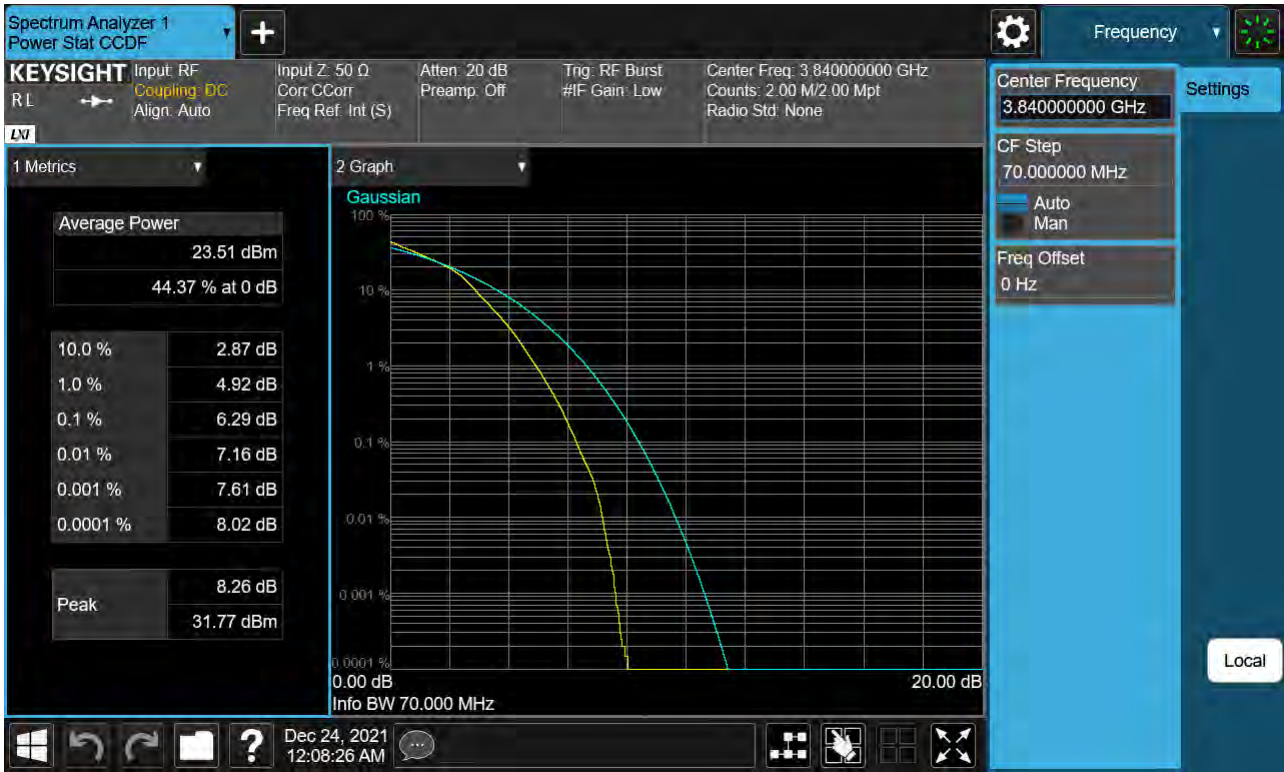 Spectrum Analyzer 1
Power Stat CCDF
+
Frequency
KEYSIGHT
R L
LXI
Input: RF
Coupling: DC
Align: Auto
Input Z: 50 Ω
Corr CCorr
Freq Ref: Int (S)
Atten: 20 dB
Preamp: Off
Trig: RF Burst
#IF Gain: Low
Center Freq: 3.840000000 GHz
Counts: 2.00 M/2.00 Mpt
Radio Std: None
Center Frequency
3.840000000 GHz
Settings
CF Step
70.000000 MHz
Auto
Man
Freq Offset
0 Hz
1 Metrics
Average Power
23.51 dBm
44.37 % at 0 dB
10.0 % 2.87 dB
1.0 % 4.92 dB
0.1 % 6.29 dB
0.01 % 7.16 dB
0.001 % 7.61 dB
0.0001 % 8.02 dB
Peak
8.26 dB
31.77 dBm
2 Graph
Gaussian
100 %
10 %
1 %
0.1 %
0.01 %
0.001 %
0.0001 %
0.00 dB 20.00 dB
Info BW 70.000 MHz
Local
?
Dec 24, 2021
12:08:26 AM